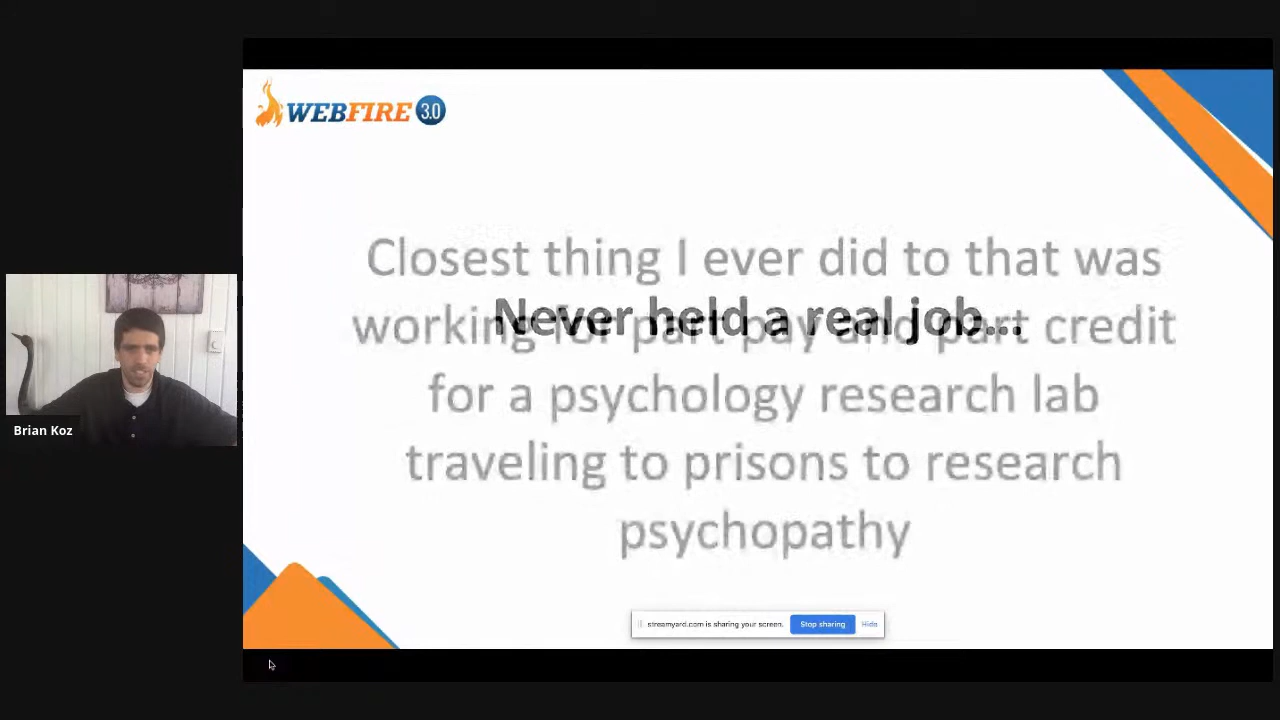 WEBFIRE 3.0
Closest thing I ever did to that was
Never held a real job...
working for part pay and part credit
for a psychology research lab
traveling to prisons to research
psychopathy
Brian Koz
streamyard.com is sharing your screen. Stop sharing Hide